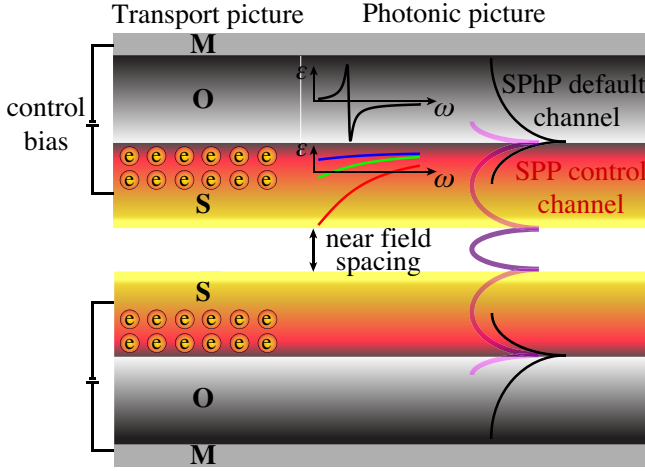 Transport picture
Photonic picture
M
control
bias
O
ε
ω
SPhP default
channel
e e e e e e
e e e e e e
S
ε
ω
SPP control
channel
near field
spacing
S
e e e e e e
e e e e e e
O
M